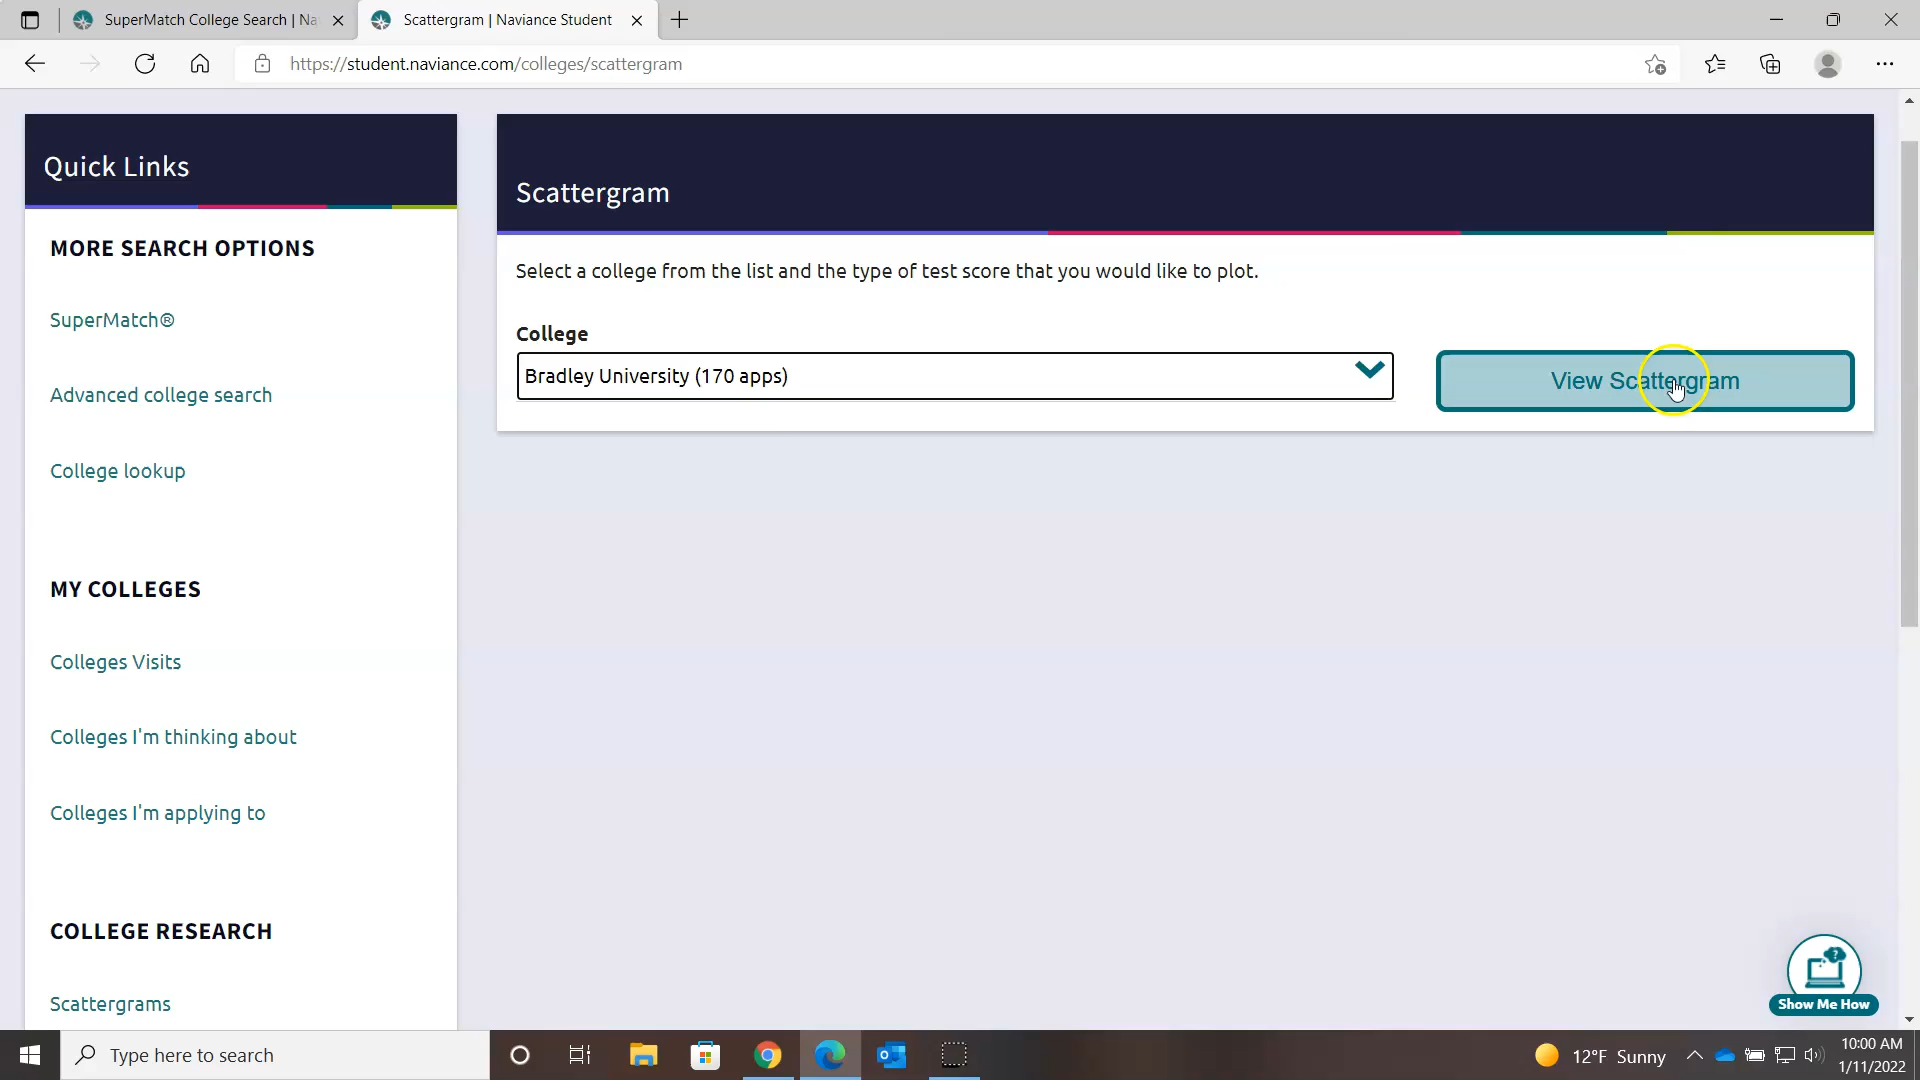 SuperMatch College Search | Na
Scattergram | Naviance Student
https://student.naviance.com/colleges/scattergram
Quick Links
MORE SEARCH OPTIONS
SuperMatch®
Advanced college search
College lookup
MY COLLEGES
Colleges Visits
Colleges I'm thinking about
Colleges I'm applying to
COLLEGE RESEARCH
Scattergrams
Scattergram
Select a college from the list and the type of test score that you would like to plot.
College
Bradley University (170 apps)
View Scattergram
Show Me How
Type here to search
12°F Sunny
10:00 AM
1/11/2022